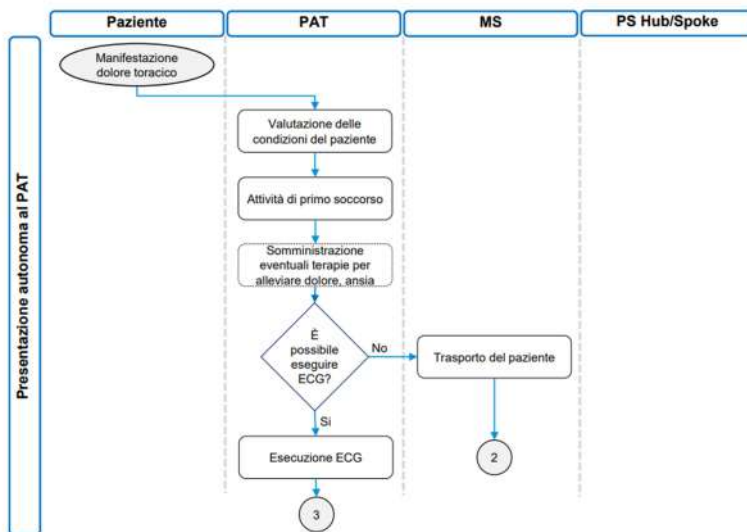 Paziente
PAT
MS
PS Hub/Spoke
Presentazione autonoma al PAT
Manifestazione
dolore toracico
Valutazione delle
condizioni del paziente
Attività di primo soccorso
Somministrazione
eventuali terapie per
alleviare dolore, ansia
È
possibile
eseguire
ECG?
No
Trasporto del paziente
Si
Esecuzione ECG
2
3